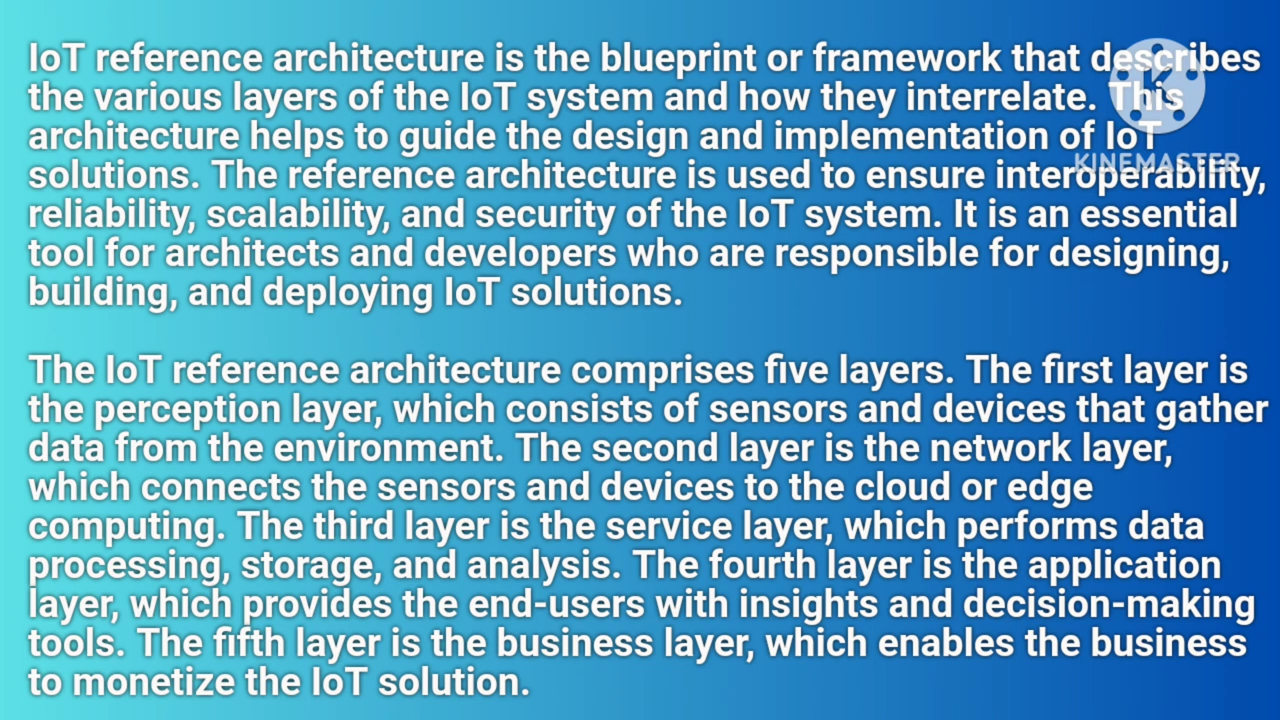 IoT reference architecture is the blueprint or framework that describes
the various layers of the IoT system and how they interrelate. This
architecture helps to guide the design and implementation of IoT
solutions. The reference architecture is used to ensure interoperability,
reliability, scalability, and security of the IoT system. It is an essential
tool for architects and developers who are responsible for designing,
building, and deploying IoT solutions.
The IoT reference architecture comprises five layers. The first layer is
the perception layer, which consists of sensors and devices that gather
data from the environment. The second layer is the network layer,
which connects the sensors and devices to the cloud or edge
computing. The third layer is the service layer, which performs data
processing, storage, and analysis. The fourth layer is the application
layer, which provides the end-users with insights and decision-making
tools. The fifth layer is the business layer, which enables the business
to monetize the IoT solution.
K
KINEMASTER